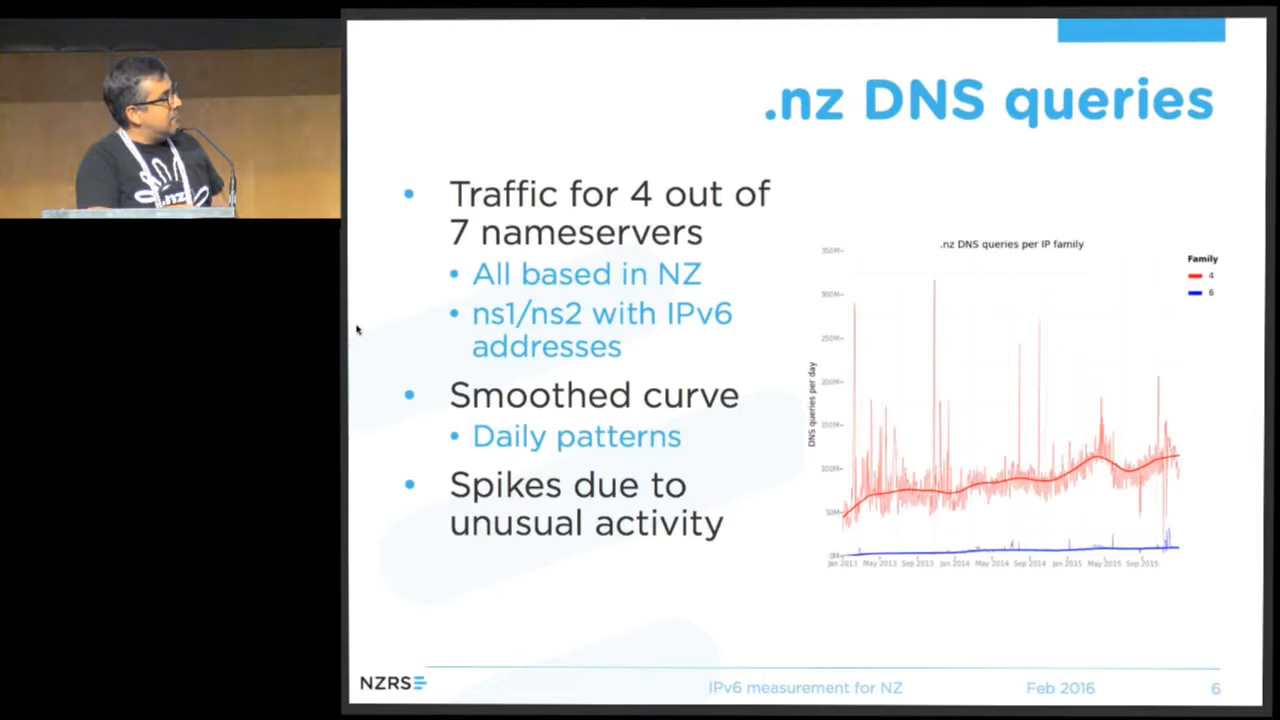 .nz DNS queries
• Traffic for 4 out of
7 nameservers
• All based in NZ
• ns1/ns2 with IPv6
addresses
• Smoothed curve
• Daily patterns
• Spikes due to
unusual activity
.nz DNS queries per IP family
Family
4
6
DNS queries per day
350M
300M
250M
200M
150M
100M
50M
0M
Jan 2013 May 2013 Sep 2013 Jan 2014 May 2014 Sep 2014 Jan 2015 May 2015 Sep 2015
NZRS
IPv6 measurement for NZ Feb 2016 6
.nz